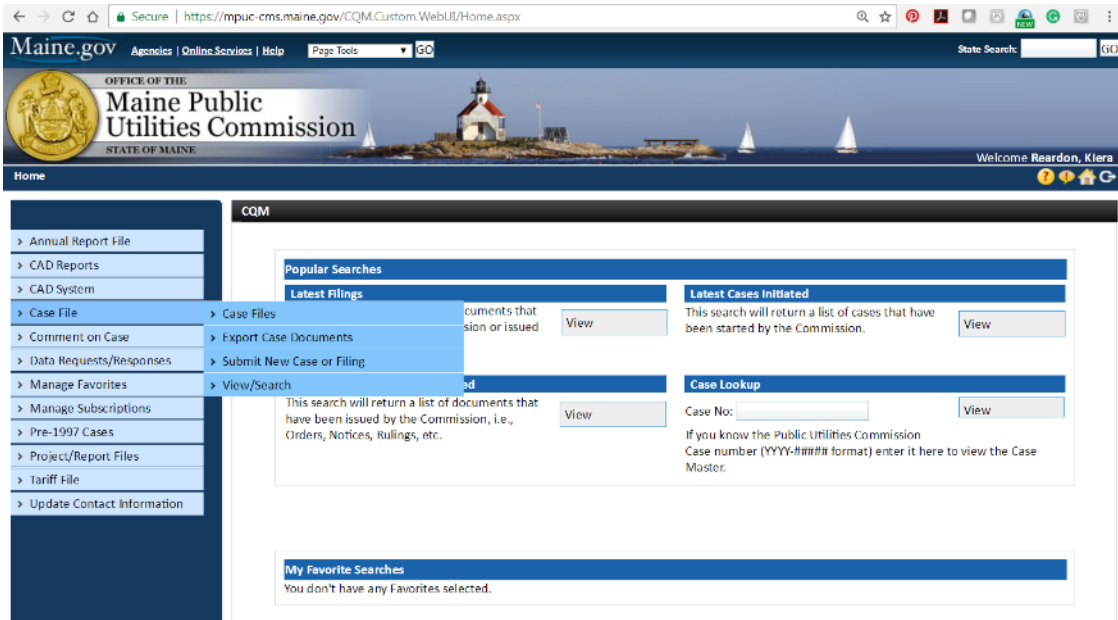 Secure | https://mpuc-cms.maine.gov/CQM.Custom.WebUI/Home.aspx
NEW
Maine.gov Agencies | Online Services | Help Page Tools GO State Search: GO
OFFICE OF THE
Maine Public
Utilities Commission
STATE OF MAINE
Welcome Reardon, Kiera
Home
CQM
> Annual Report File
> CAD Reports
> CAD System
> Case File
> Comment on Case
> Data Requests/Responses
> Manage Favorites
> Manage Subscriptions
> Pre-1997 Cases
> Project/Report Files
> Tariff File
> Update Contact Information
> Case Files
> Export Case Documents
> Submit New Case or Filing
> View/Search
Popular Searches
Latest Filings
cuments that
sion or issued
View
Latest Cases Initiated
This search will return a list of cases that have
been started by the Commission.
View
ed
This search will return a list of documents that
have been issued by the Commission, i.e.,
Orders, Notices, Rulings, etc.
View
Case Lookup
Case No:
View
If you know the Public Utilities Commission
Case number (YYYY-##### format) enter it here to view the Case
Master.
My Favorite Searches
You don't have any Favorites selected.